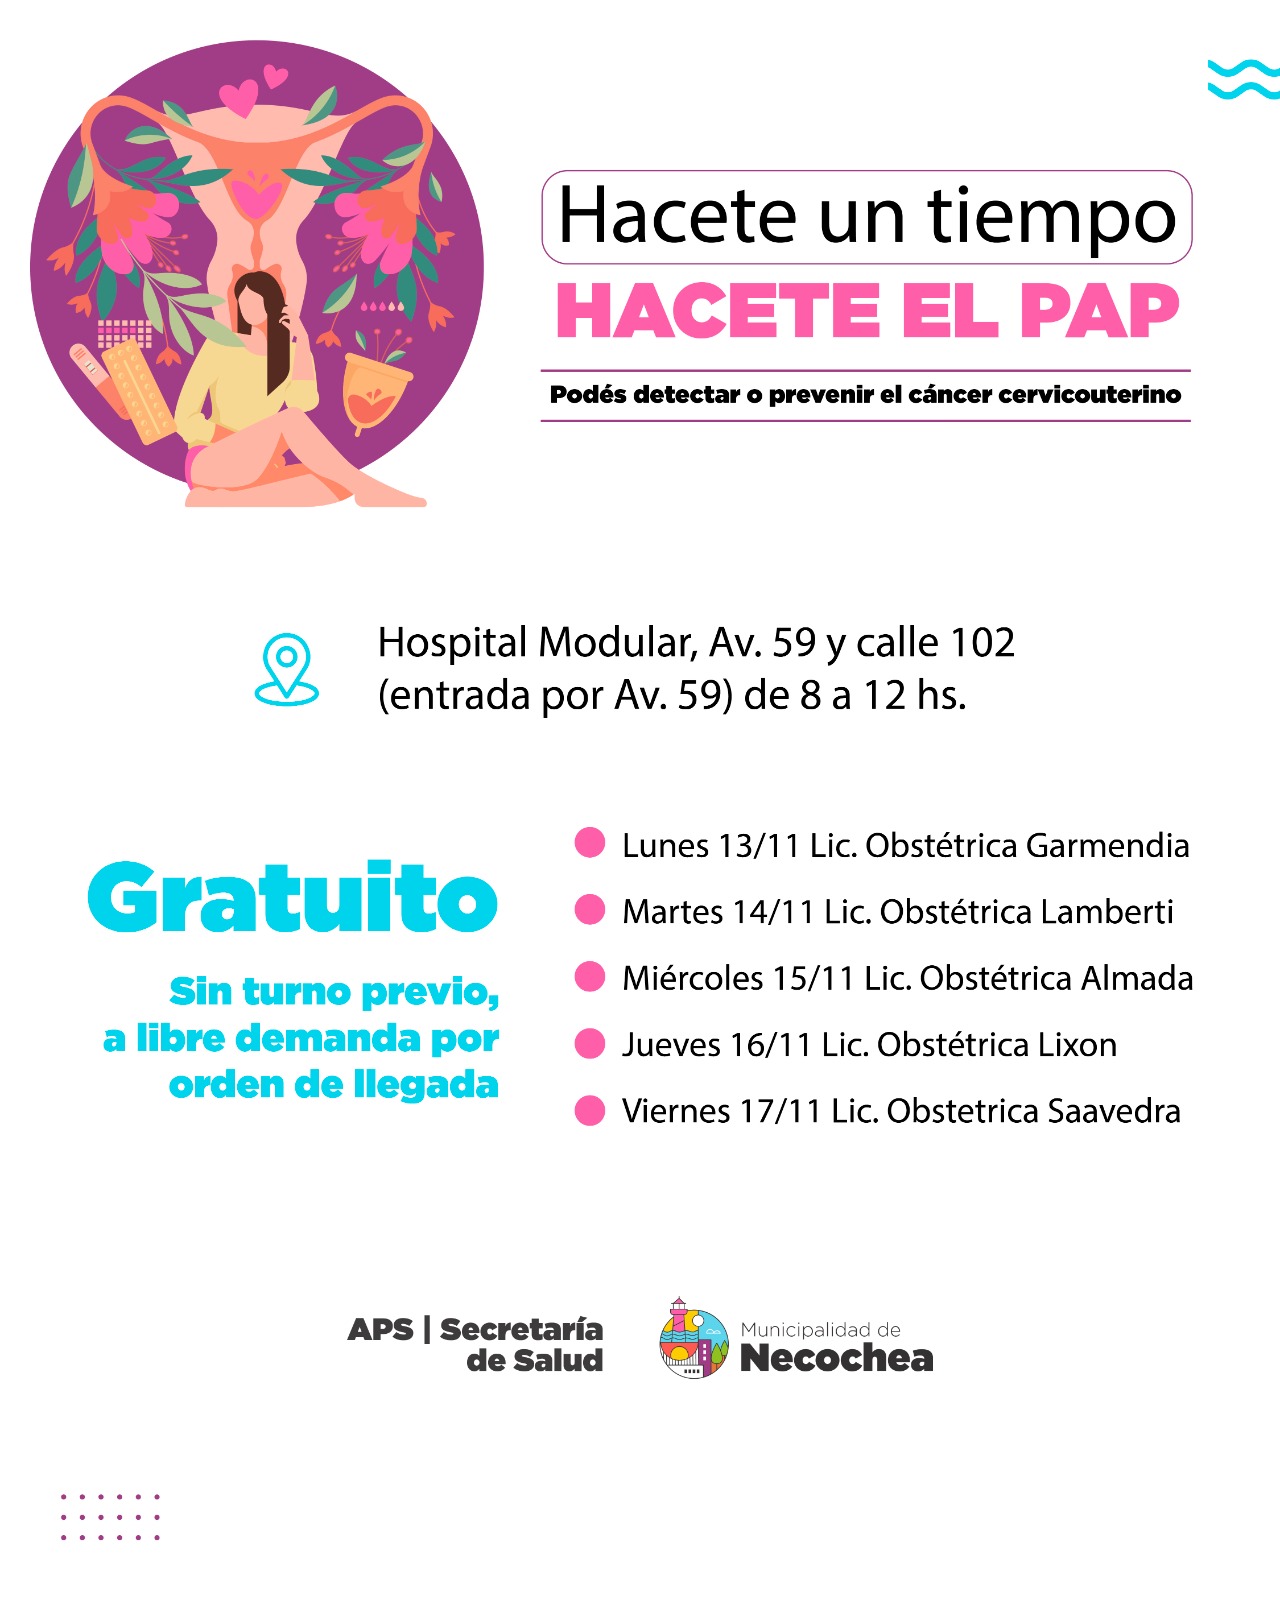 Hacete un tiempo
HACETE EL PAP
Podés detectar o prevenir el cáncer cervicouterino
Hospital Modular, Av. 59 y calle 102
(entrada por Av. 59) de 8 a 12 hs.
Gratuito
Sin turno previo,
a libre demanda por
orden de llegada
Lunes 13/11 Lic. Obstétrica Garmendia
Martes 14/11 Lic. Obstétrica Lamberti
Miércoles 15/11 Lic. Obstétrica Almada
Jueves 16/11 Lic. Obstétrica Lixon
Viernes 17/11 Lic. Obstetrica Saavedra
APS | Secretaría
de Salud
Municipalidad de
Necochea